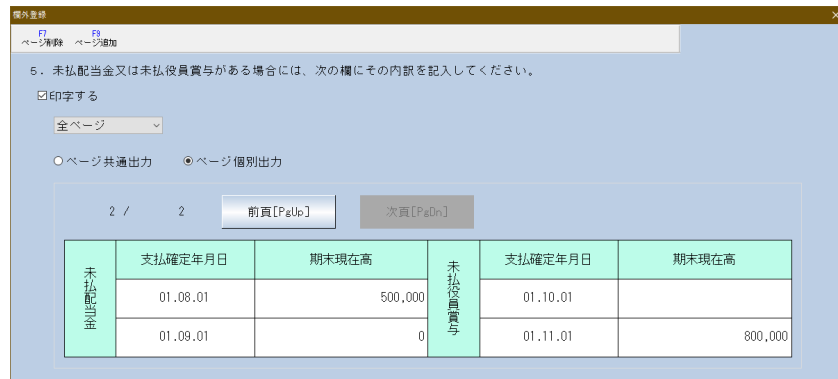 欄外登録
F7 F9
ページ削除 ページ追加
5. 未払配当金又は未払役員賞与がある場合には、次の欄にその内訳を記入してください。
印字する
全ページ
ページ共通出力 ページ個別出力
2 / 2 前頁[PgUp] 次頁[PgDn]
未払配当金 支払確定年月日 期末現在高 未払役員賞与 支払確定年月日 期末現在高
01.08.01 500,000 01.10.01
01.09.01 0 01.11.01 800,000